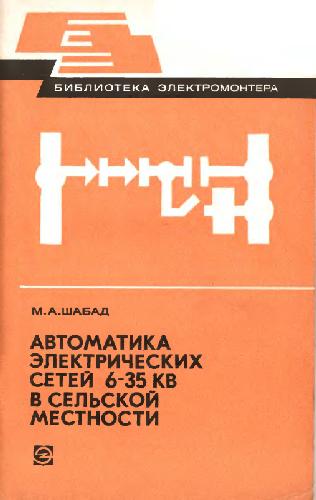 БИБЛИОТЕКА ЭЛЕКТРОМОНТЕРА
М.А.ШАБАД
АВТОМАТИКА
ЭЛЕКТРИЧЕСКИХ
СЕТЕЙ 6-35 КВ
В СЕЛЬСКОЙ
МЕСТНОСТИ